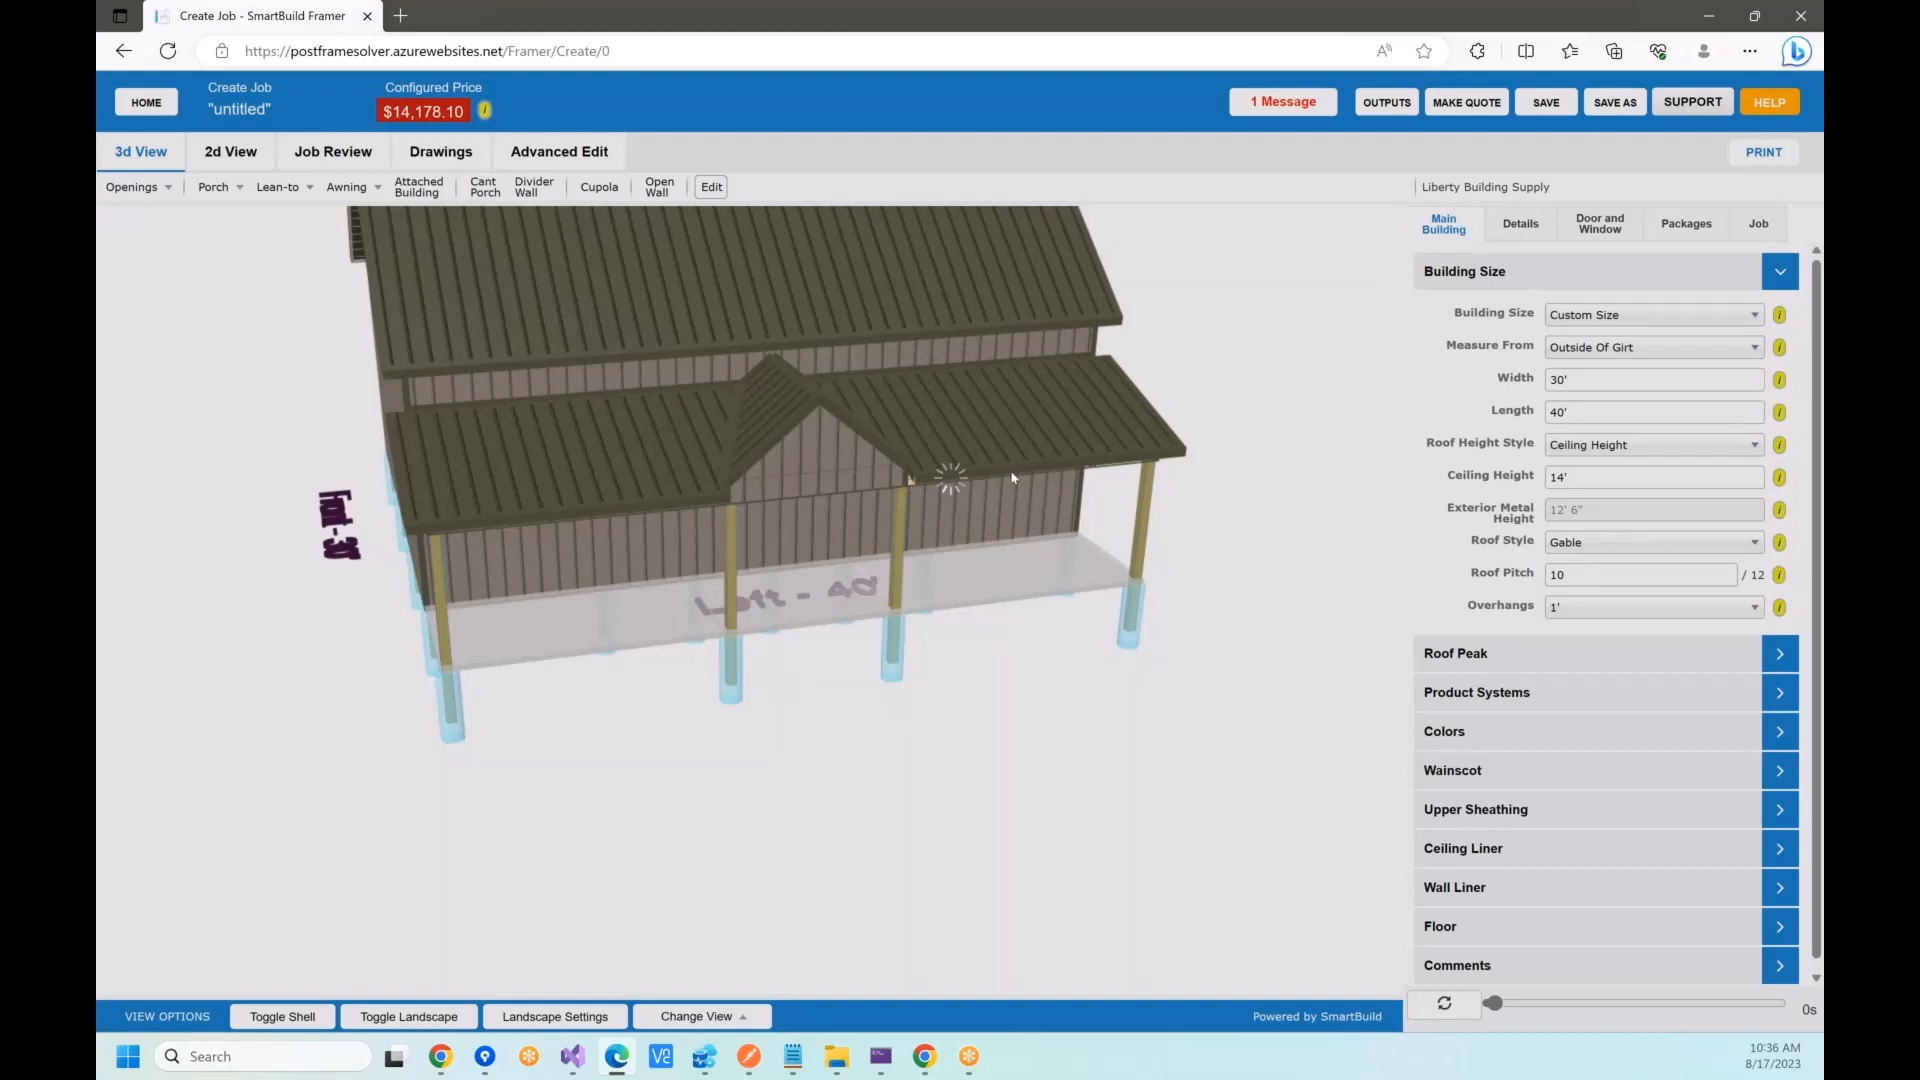 Create Job - SmartBuild Framer
https://postframesolver.azurewebsites.net/Framer/Create/0
HOME
Create Job
"untitled"
Configured Price
$14,178.10
1 Message
OUTPUTS
MAKE QUOTE
SAVE
SAVE AS
SUPPORT
HELP
3d View
2d View
Job Review
Drawings
Advanced Edit
PRINT
Openings
Porch
Lean-to
Awning
Attached Building
Cant Porch
Divider Wall
Cupola
Open Wall
Edit
Liberty Building Supply
Main Building
Details
Door and Window
Packages
Job
Building Size
Building Size Custom Size
Measure From Outside Of Girt
Width 30'
Length 40'
Roof Height Style Ceiling Height
Ceiling Height 14'
Exterior Metal Height 12' 6"
Roof Style Gable
Roof Pitch 10 / 12
Overhangs 1'
Roof Peak
Product Systems
Colors
Wainscot
Upper Sheathing
Ceiling Liner
Wall Liner
Floor
Comments
Front - 30'
Left - 40'
VIEW OPTIONS
Toggle Shell
Toggle Landscape
Landscape Settings
Change View
Powered by SmartBuild
0s
Search
10:36 AM
8/17/2023